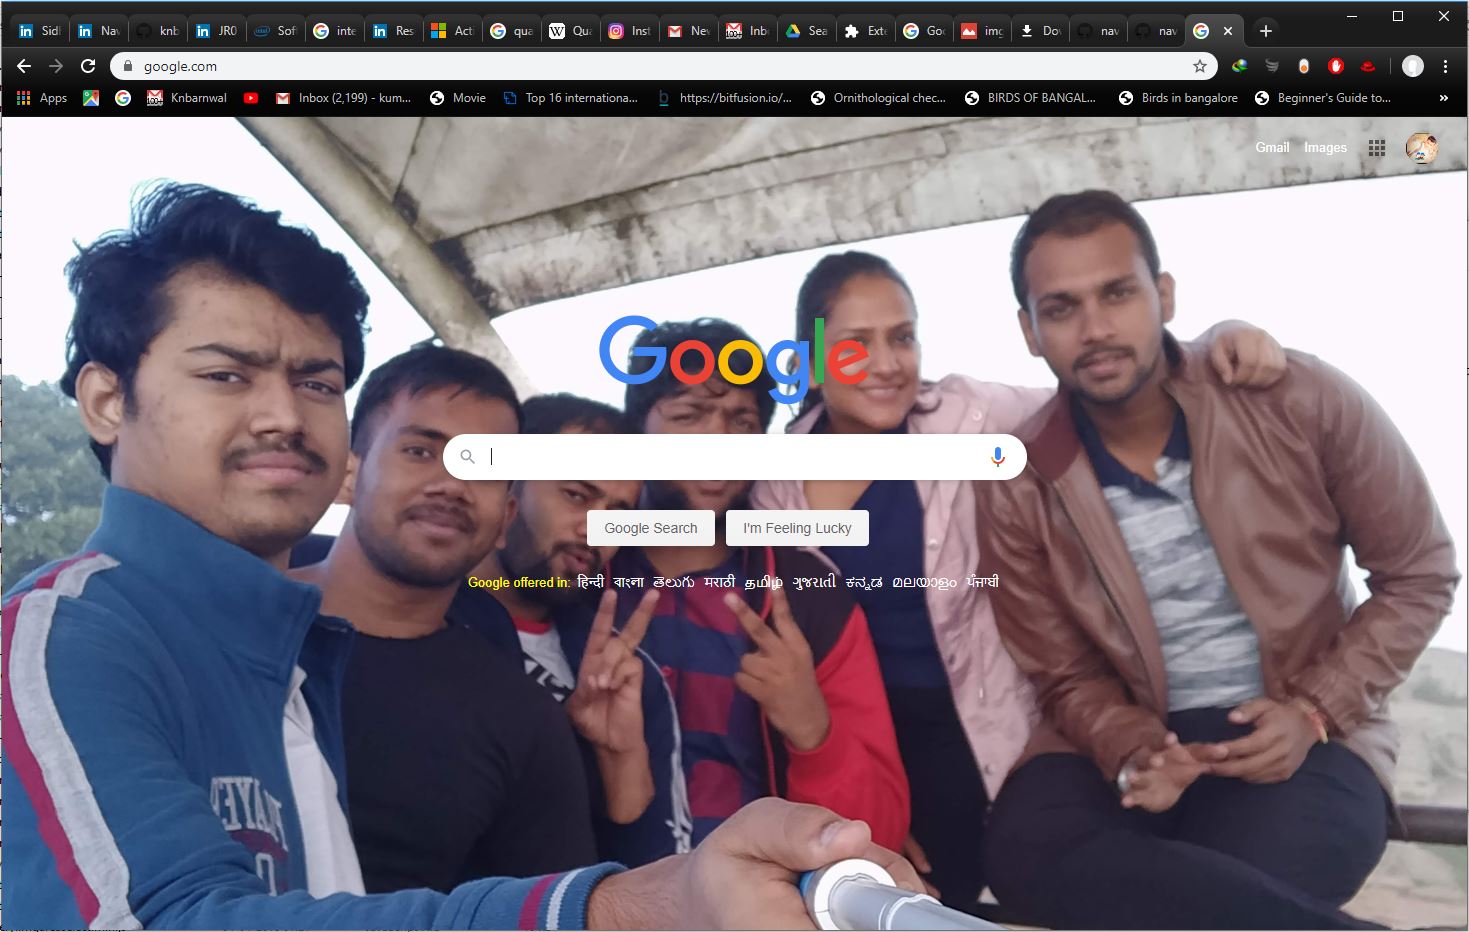 Sidh Nav knb JR0 Soft inte Res Acti qua Qua Inst New Inb Sea Exte Goo img Dov nav nav
google.com
Apps Knbarnwal Inbox (2,199) - kum... Movie Top 16 internationa... https://bitfusion.io/... Ornithological chec... BIRDS OF BANGAL... Birds in bangalore Beginner's Guide to... »
Gmail Images
Google
Google Search I'm Feeling Lucky
Google offered in: हिन्दी বাংলা తెలుగు मराठी தமிழ் ગુજરાતી ಕನ್ನಡ മലയാളം ਪੰਜਾਬੀ